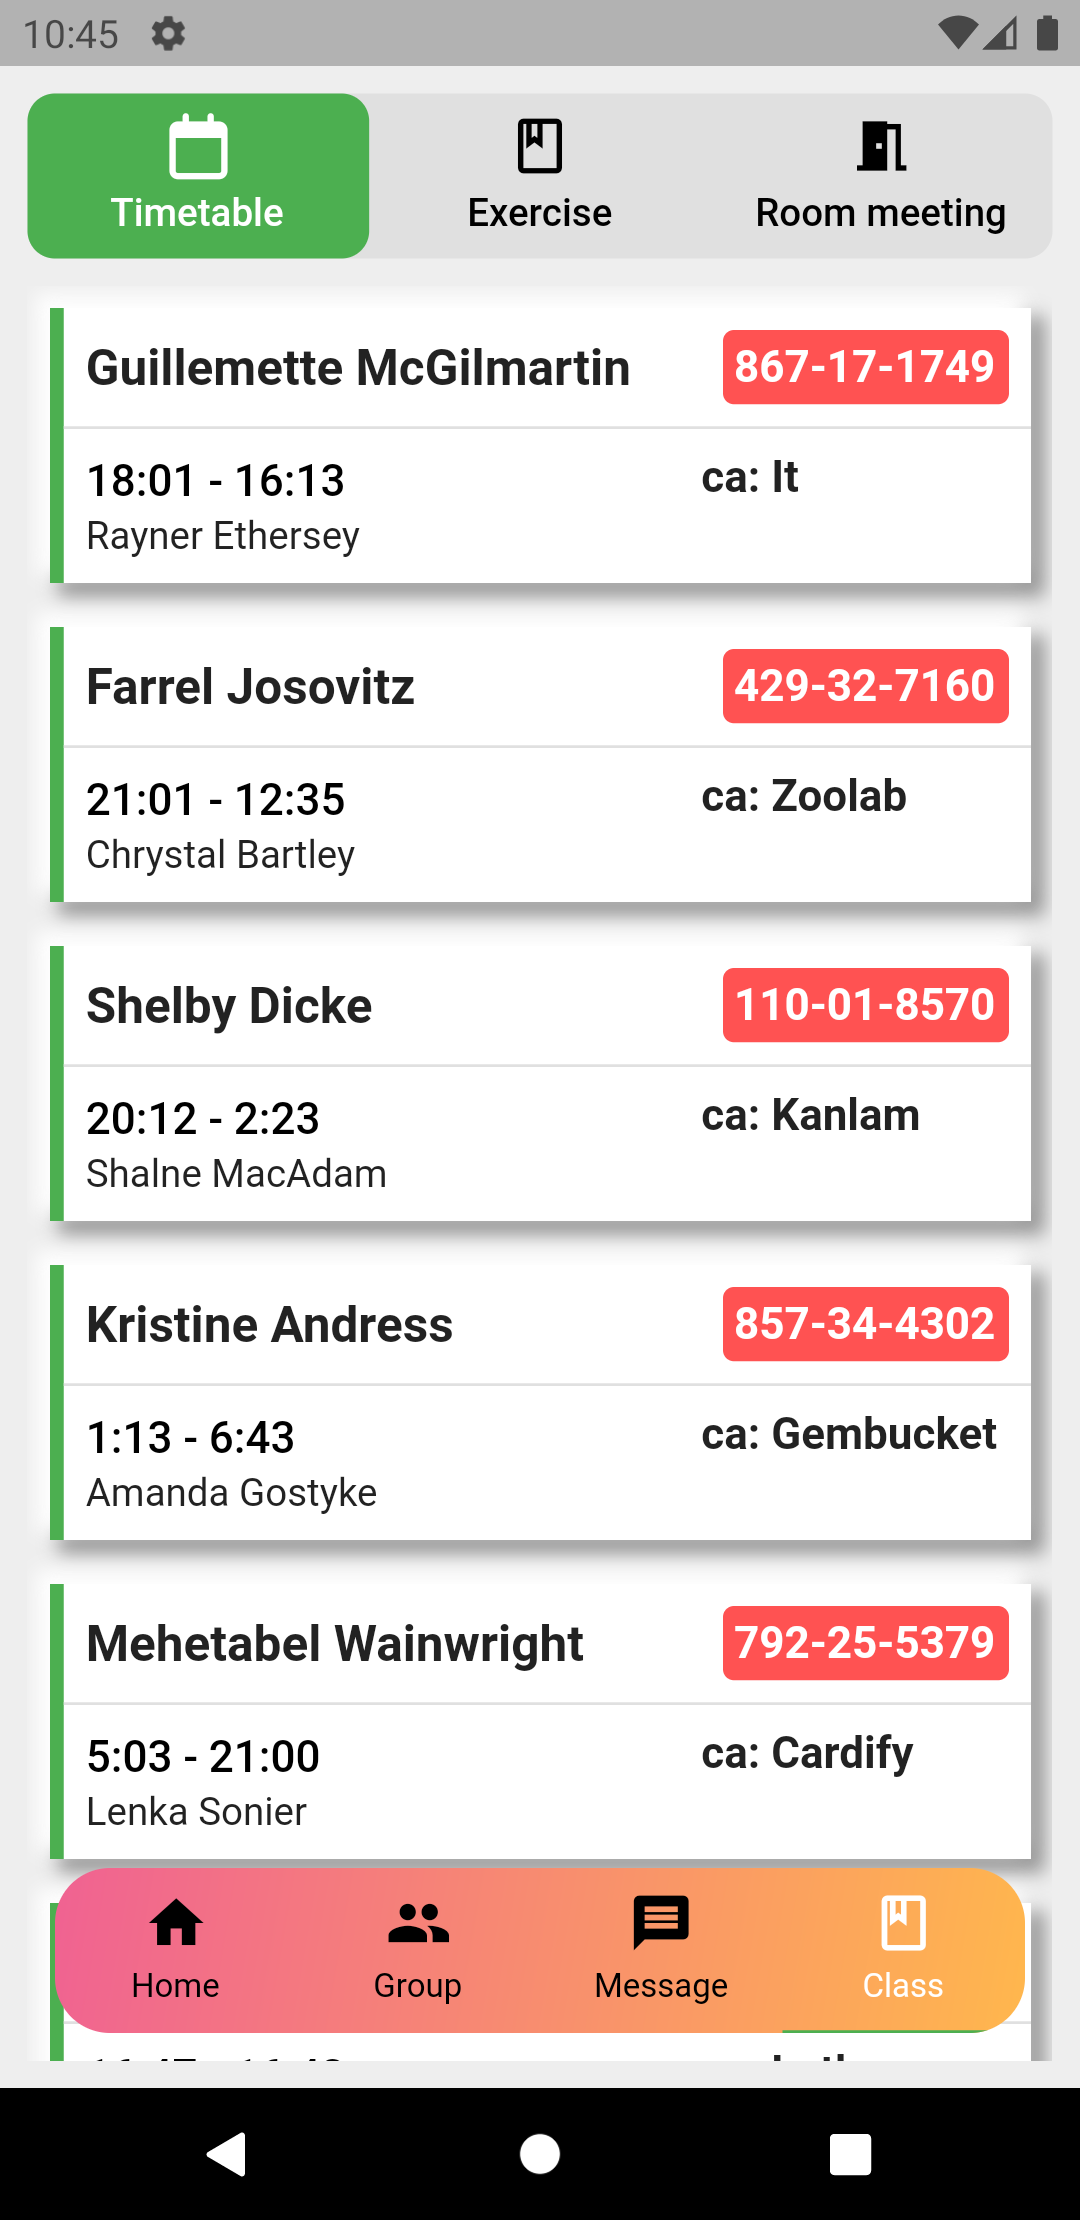 10:45
Timetable
Exercise
Room meeting
Guillemette McGilmartin
867-17-1749
18:01 - 16:13
ca: It
Rayner Ethersey
Farrel Josovitz
429-32-7160
21:01 - 12:35
ca: Zoolab
Chrystal Bartley
Shelby Dicke
110-01-8570
20:12 - 2:23
ca: Kanlam
Shalne MacAdam
Kristine Andress
857-34-4302
1:13 - 6:43
ca: Gembucket
Amanda Gostyke
Mehetabel Wainwright
792-25-5379
5:03 - 21:00
ca: Cardify
Lenka Sonier
Home
Group
Message
Class